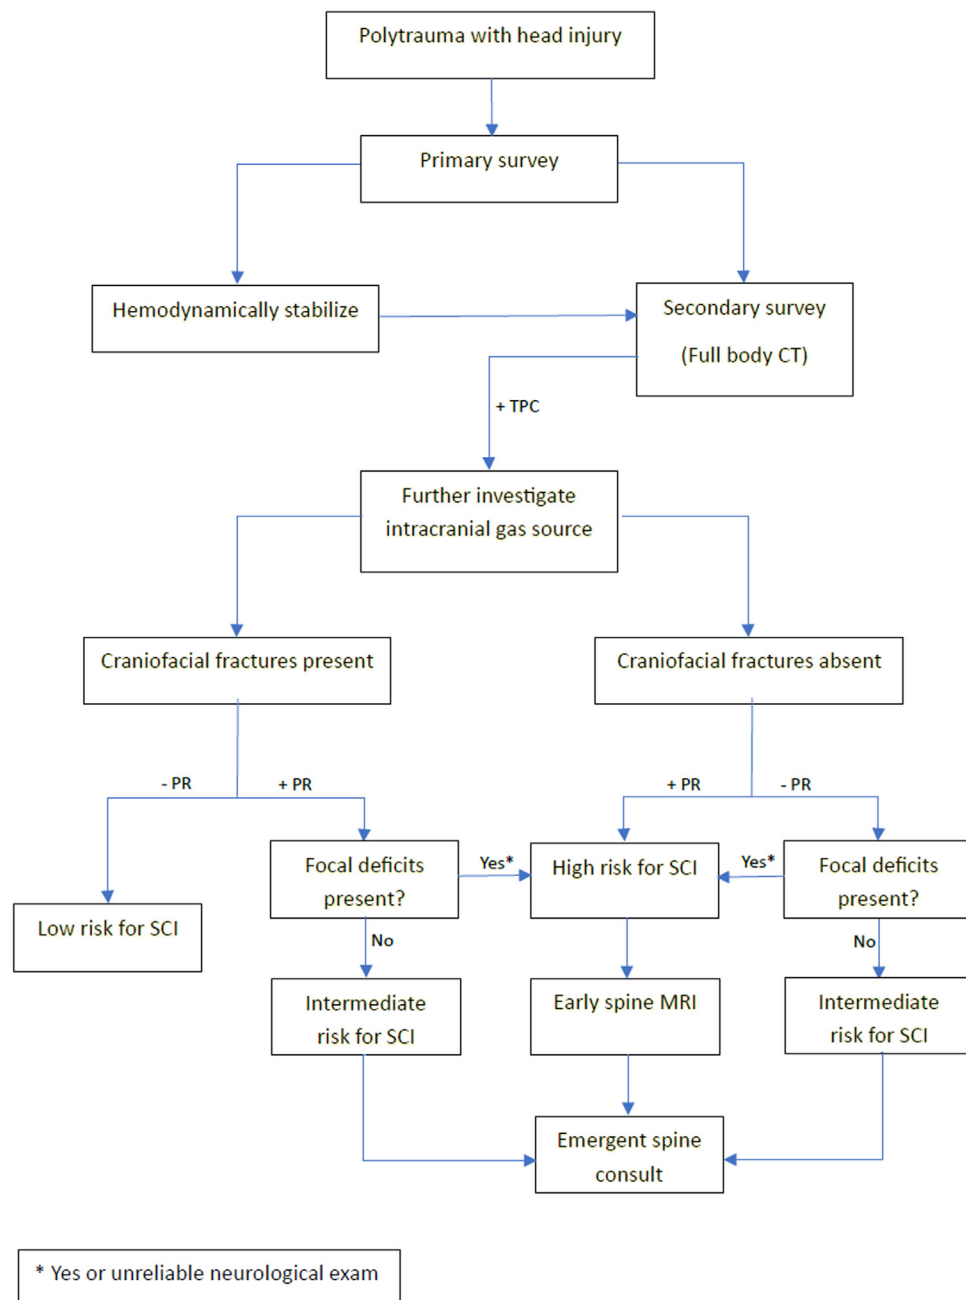 Polytrauma with head injury
Primary survey
Hemodynamically stabilize
Secondary survey
(Full body CT)
+ TPC
Further investigate
intracranial gas source
Craniofacial fractures present
Craniofacial fractures absent
- PR
+ PR
+ PR
- PR
Focal deficits
present?
Yes*
High risk for SCI
Yes*
Focal deficits
present?
Low risk for SCI
No
No
Intermediate
risk for SCI
Early spine MRI
Intermediate
risk for SCI
Emergent spine
consult
* Yes or unreliable neurological exam